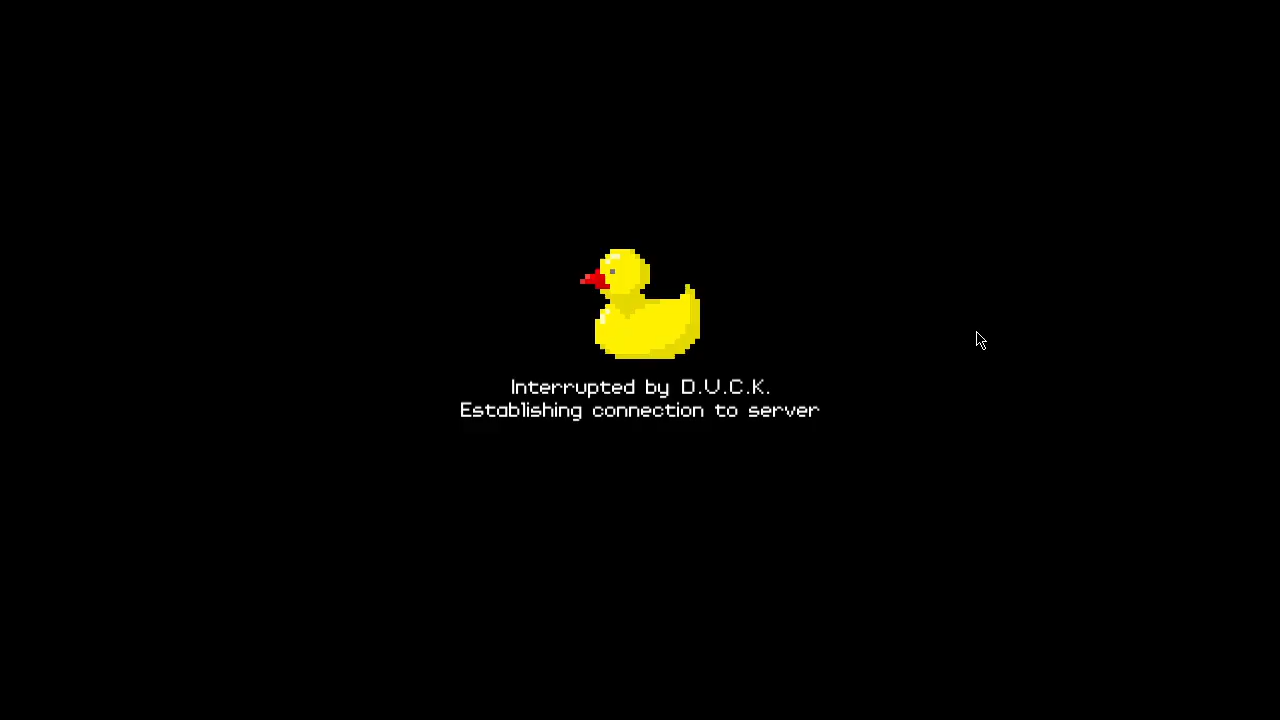 Interrupted by D.U.C.K.
Establishing connection to server